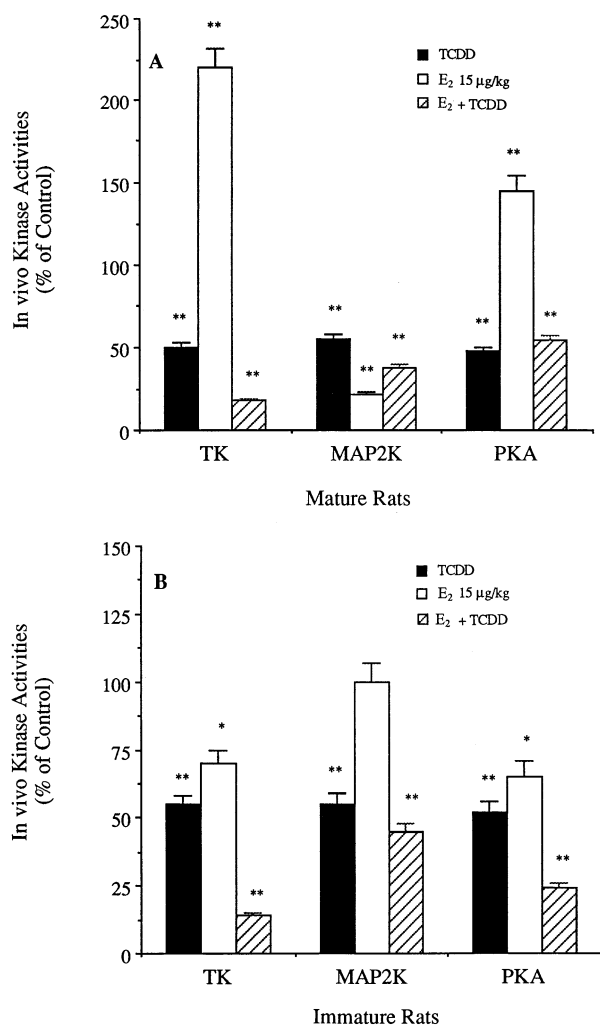 A
**
TCDD
E₂ 15 µg/kg
E₂ + TCDD
In vivo Kinase Activities
(% of Control)
250
200
150
100
50
0
** ** ** ** ** ** ** **
TK MAP2K PKA
Mature Rats
B
TCDD
E₂ 15 µg/kg
E₂ + TCDD
In vivo Kinase Activities
(% of Control)
150
125
100
75
50
25
0
** * ** ** ** ** * **
TK MAP2K PKA
Immature Rats